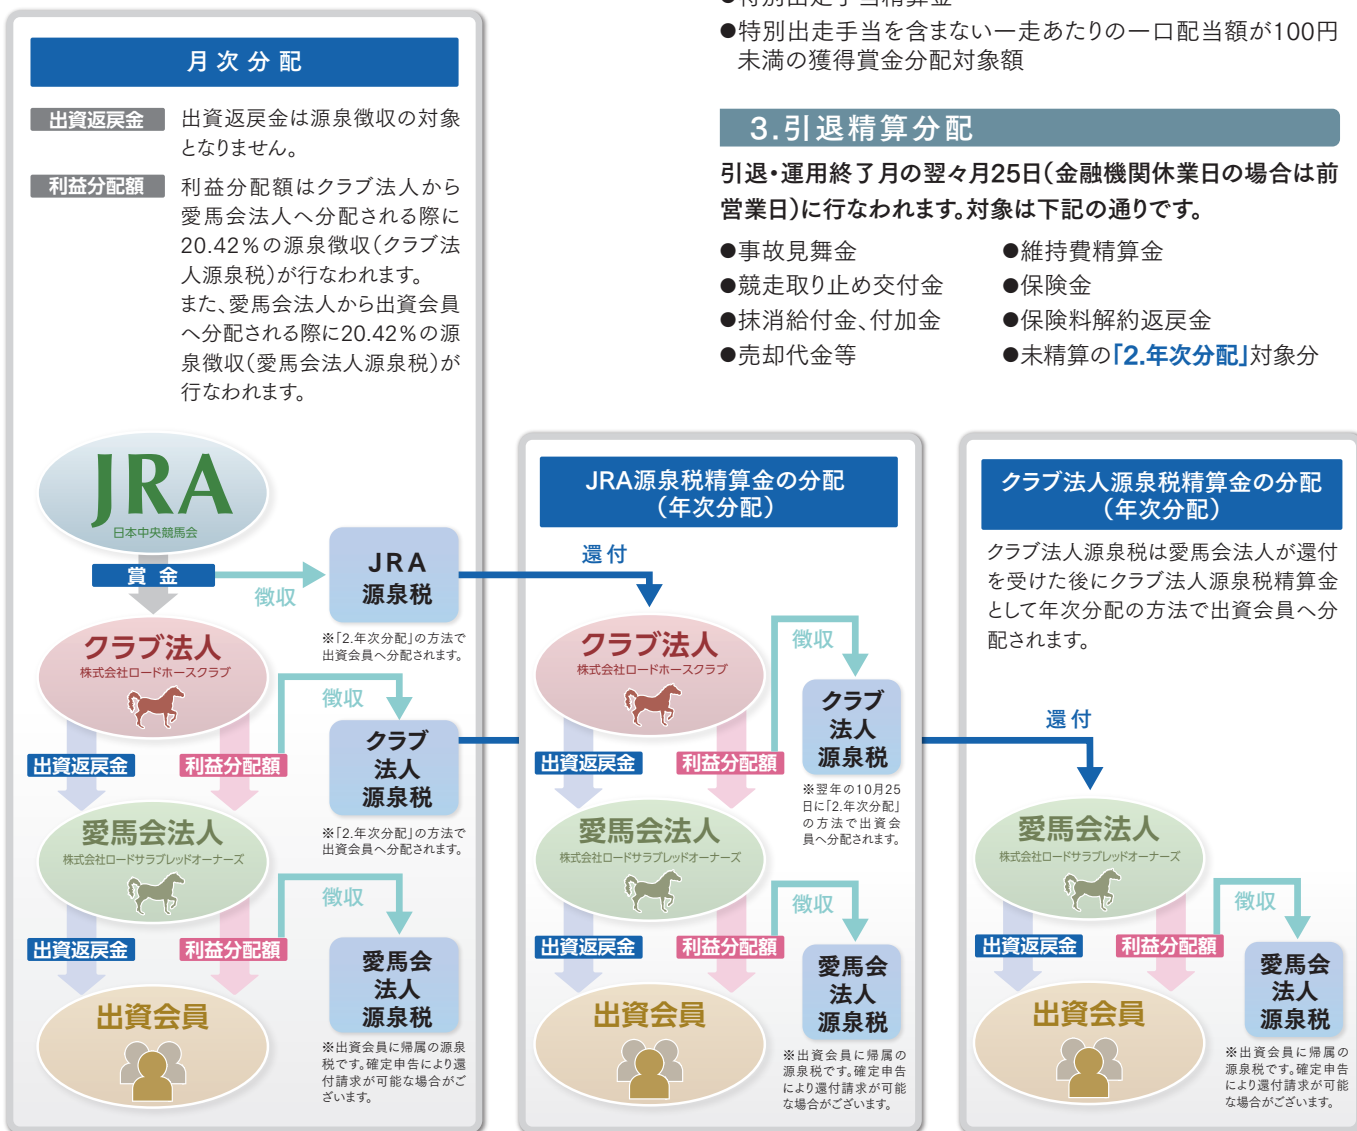 ●特別出走手当精算金
●特別出走手当を含まない一走あたりの一口配当額が100円
未満の獲得賞金分配対象額
3.引退精算分配
引退・運用終了月の翌々月25日(金融機関休業日の場合は前
営業日)に行なわれます。対象は下記の通りです。
●事故見舞金
●競走取り止め交付金
●抹消給付金、付加金
●売却代金等
●維持費精算金
●保険金
●保険料解約返戻金
●未精算の「2.年次分配」対象分
月次分配
出資返戻金
出資返戻金は源泉徴収の対象
となりません。
利益分配額
利益分配額はクラブ法人から
愛馬会法人へ分配される際に
20.42%の源泉徴収(クラブ法
人源泉税)が行なわれます。
また、愛馬会法人から出資会員
へ分配される際に20.42%の源
泉徴収(愛馬会法人源泉税)が
行なわれます。
JRA
日本中央競馬会
賞金
徴収
JRA
源泉税
※「2.年次分配」の方法で
出資会員へ分配されます。
クラブ法人
株式会社ロードホースクラブ
徴収
クラブ
法人
源泉税
※「2.年次分配」の方法で
出資会員へ分配されます。
出資返戻金
利益分配額
愛馬会法人
株式会社ロードサラブレッドオーナーズ
徴収
愛馬会
法人
源泉税
※出資会員に帰属の源泉
税です。確定申告により還
付請求が可能な場合がご
ざいます。
出資返戻金
利益分配額
出資会員
JRA源泉税精算金の分配
(年次分配)
還付
クラブ法人
株式会社ロードホースクラブ
徴収
クラブ
法人
源泉税
※翌年の10月25
日に「2.年次分配」
の方法で出資会
員へ分配されます。
出資返戻金
利益分配額
愛馬会法人
株式会社ロードサラブレッドオーナーズ
徴収
愛馬会
法人
源泉税
※出資会員に帰属の
源泉税です。確定申告
により還付請求が可能
な場合がございます。
出資返戻金
利益分配額
出資会員
クラブ法人源泉税精算金の分配
(年次分配)
クラブ法人源泉税は愛馬会法人が還付
を受けた後にクラブ法人源泉税精算金
として年次分配の方法で出資会員へ分
配されます。
還付
愛馬会法人
株式会社ロードサラブレッドオーナーズ
徴収
愛馬会
法人
源泉税
※出資会員に帰属の
源泉税です。確定申告
により還付請求が可能
な場合がございます。
出資返戻金
利益分配額
出資会員